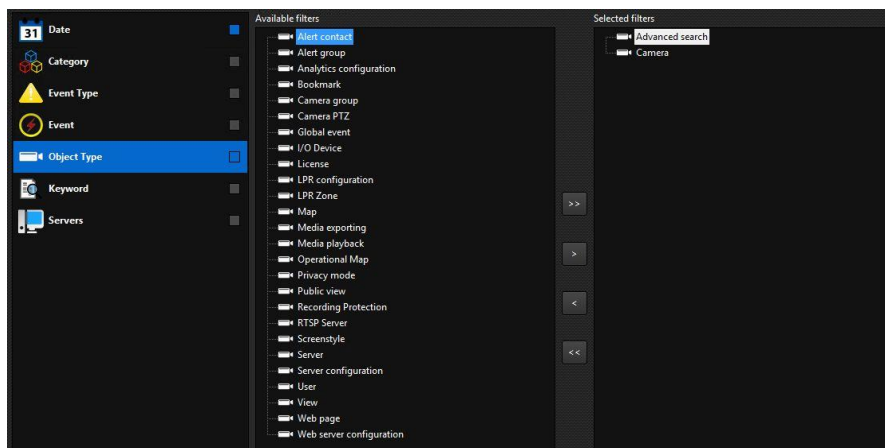 31
Date
Category
Event Type
Event
Object Type
Keyword
Servers
Available filters
Alert contact
Alert group
Analytics configuration
Bookmark
Camera group
Camera PTZ
Global event
I/O Device
License
LPR configuration
LPR Zone
Map
Media exporting
Media playback
Operational Map
Privacy mode
Public view
Recording Protection
RTSP Server
Screenstyle
Server
Server configuration
User
View
Web page
Web server configuration
>>
>
<
<<
Selected filters
Advanced search
Camera